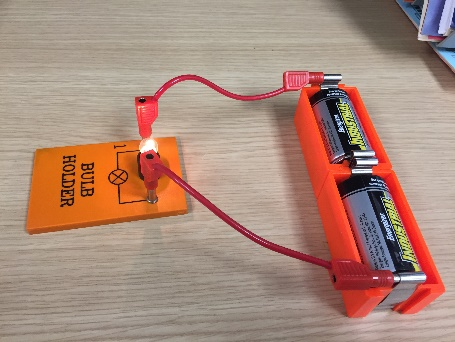 BULB
HOLDER
1
Energizer
INDUSTRIAL
Energizer
INDUSTRIAL